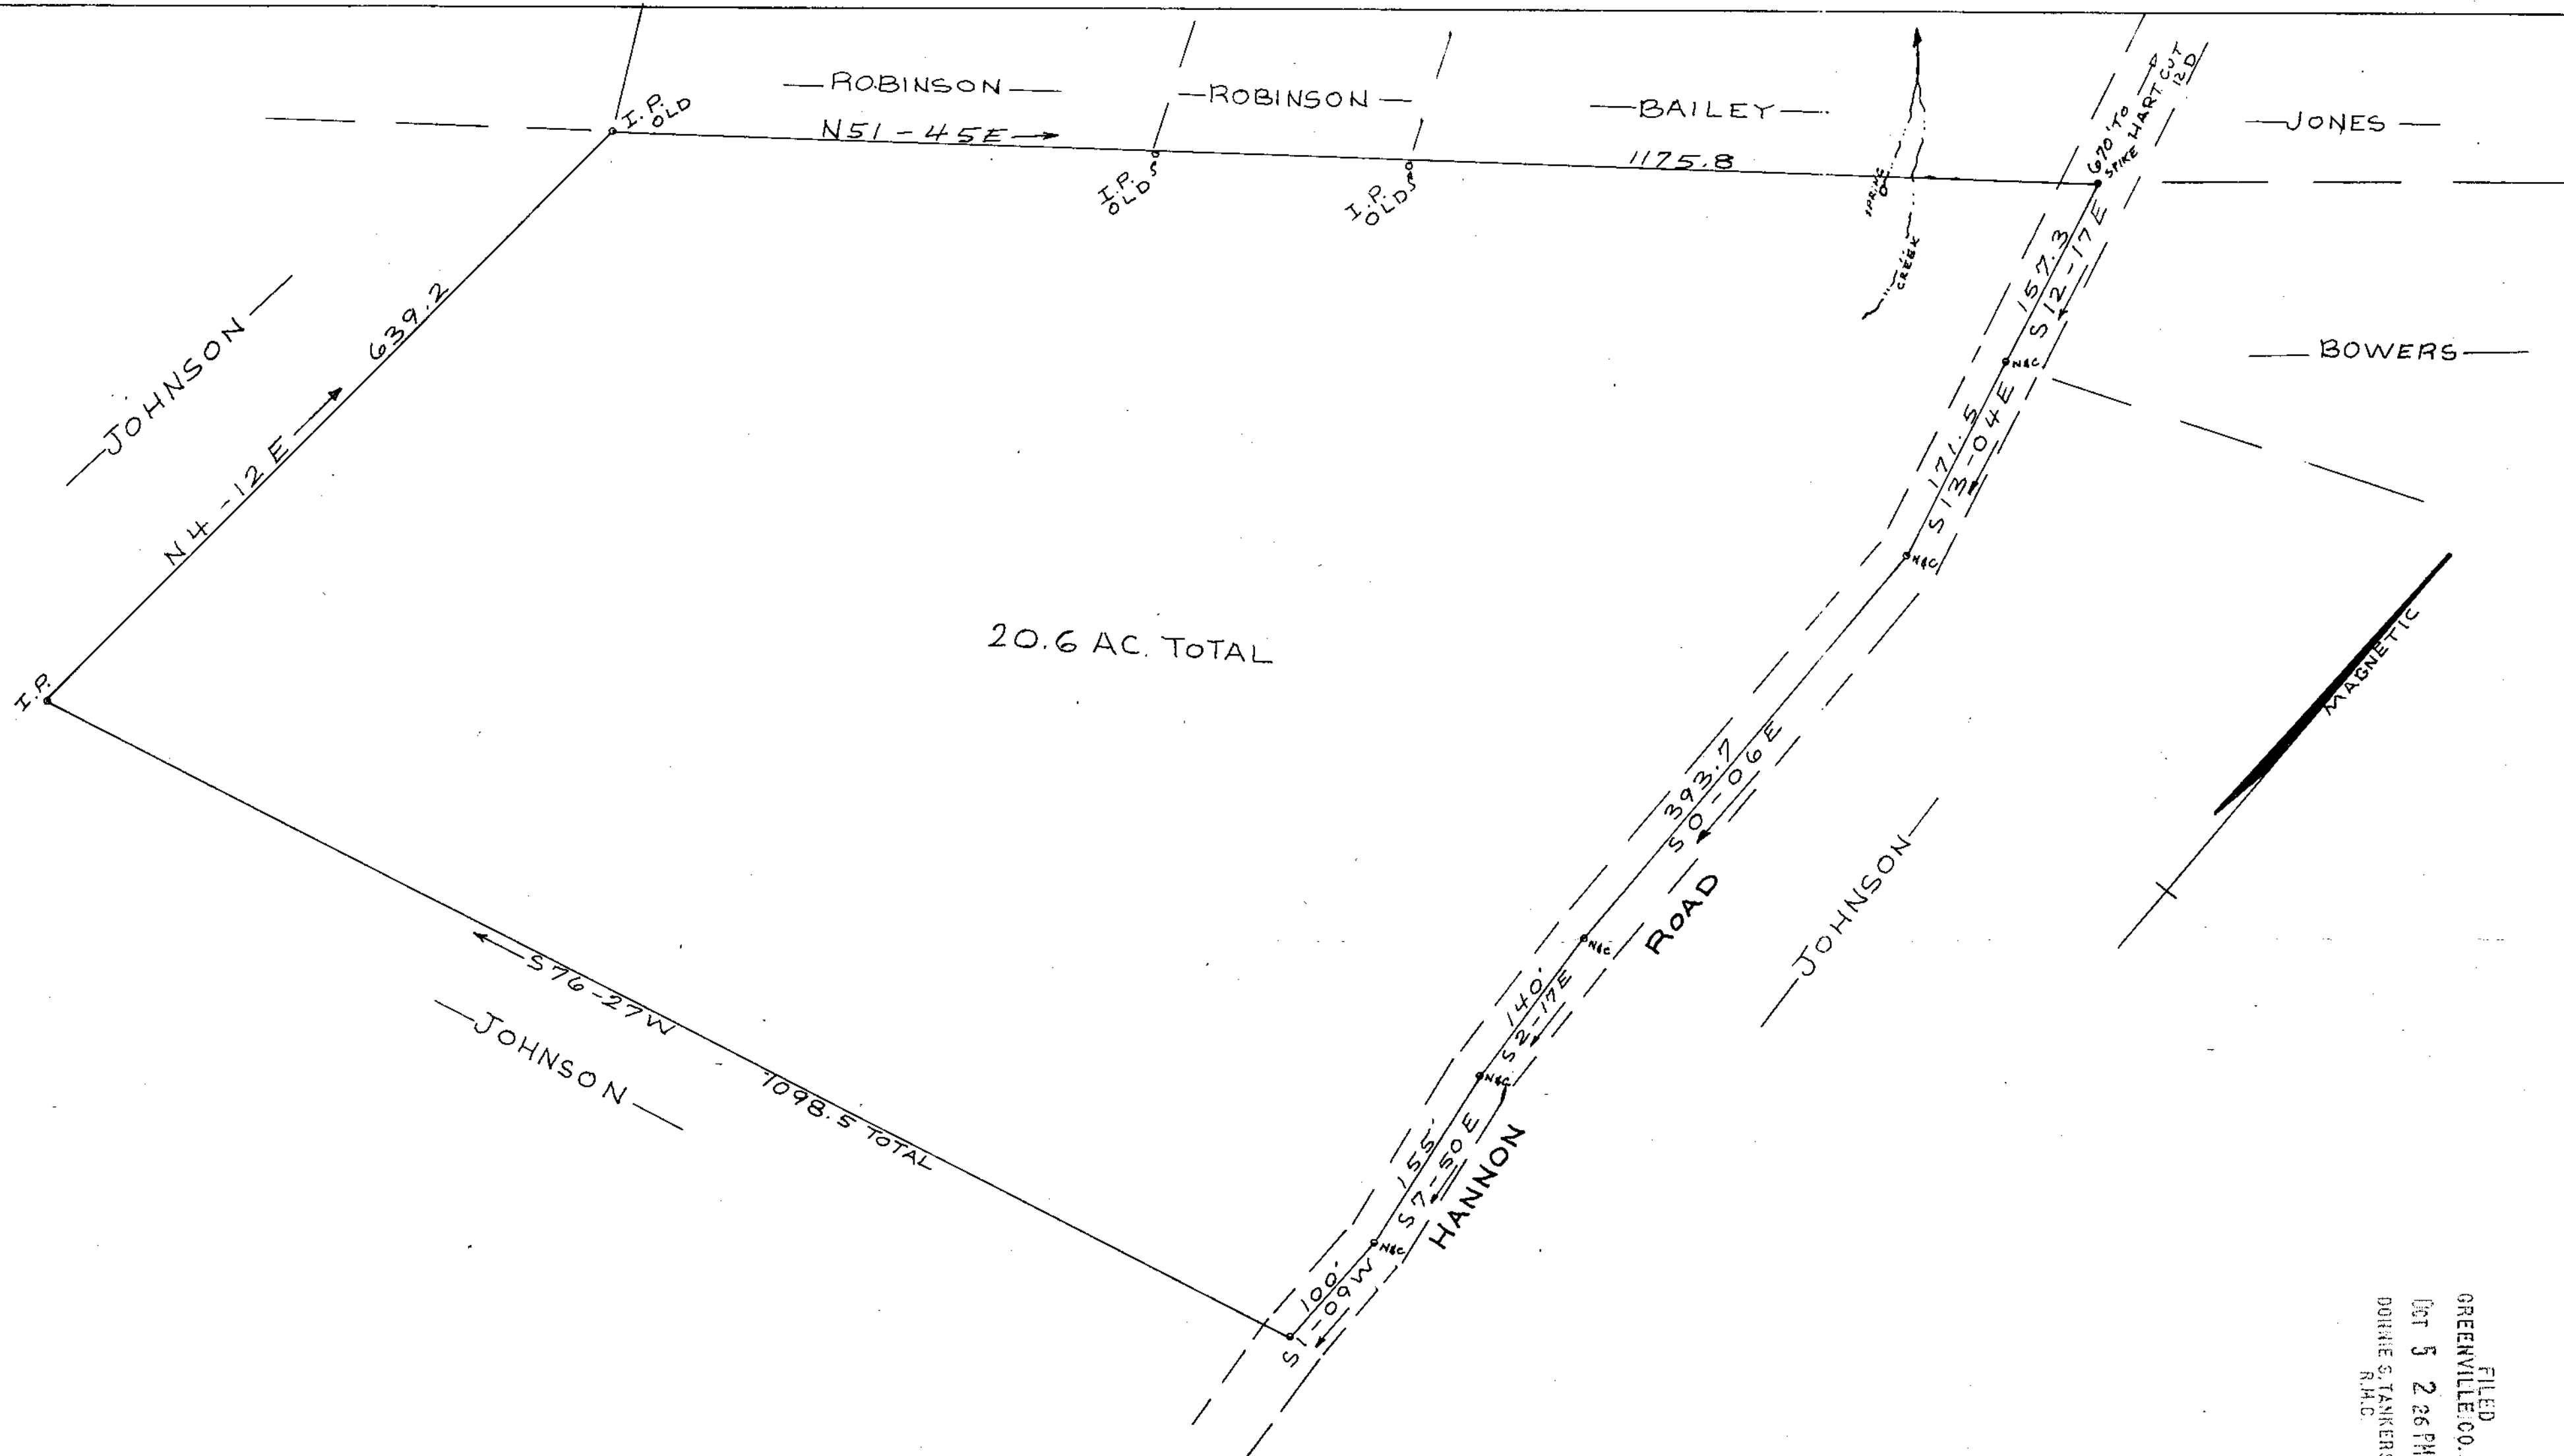 —ROBINSON—
—ROBINSON—
—BAILEY—
—JONES—
I.P.
OLD
N51-45E
1175.8
I.P.
OLD
I.P.
OLD
SPRING
CREEK
670' TO
SPIKE HART CUT
12D
157.3
S12-17E
N&C
—BOWERS—
171.5
S13-04E
N&C
—JOHNSON—
N4-12E
639.2
20.6 AC. TOTAL
MAGNETIC
I.P.
393.7
S0-06E
ROAD
—JOHNSON—
N&C
140'
S2-17E
N&C
S76-27W
1098.5 TOTAL
—JOHNSON—
155'
S7-50E
HANNON
N&C
100'
S1-09W
FILED
GREENVILLE CO.
OCT 5 2 26 PM
DONNIE S. TANKERS
R.M.C.